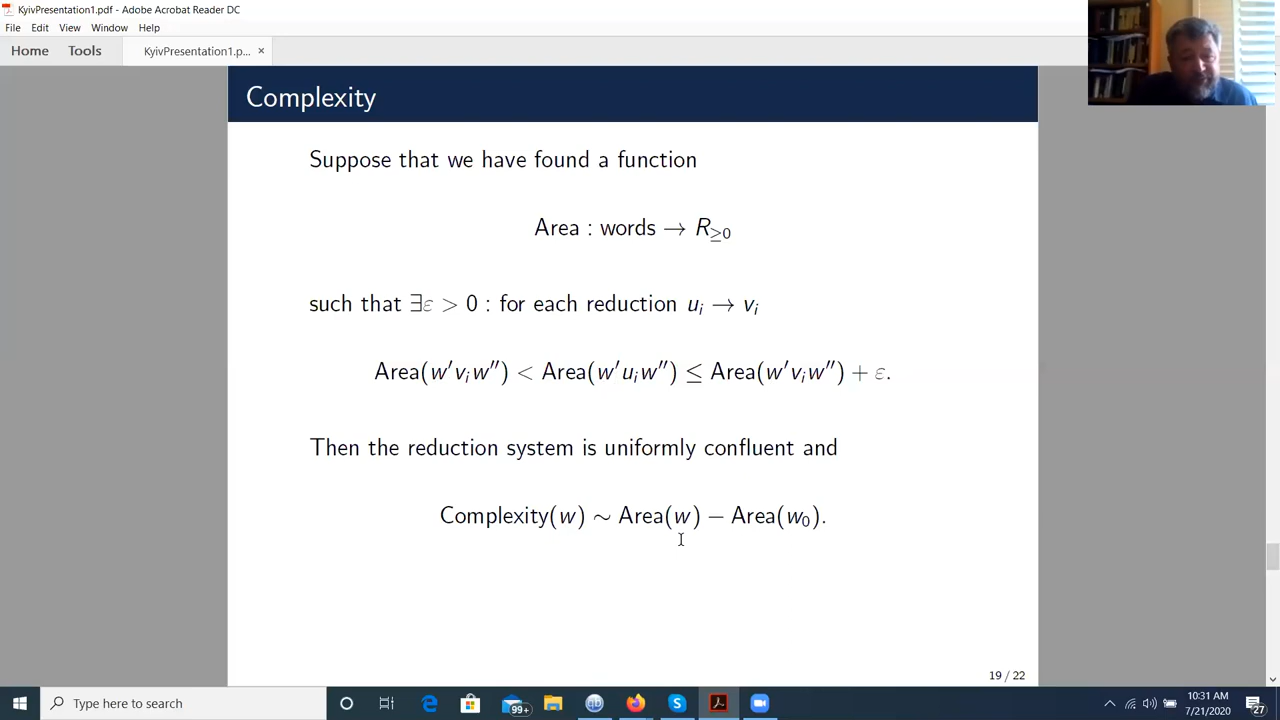 KyivPresentation1.pdf - Adobe Acrobat Reader DC
File Edit View Window Help
Home Tools KyivPresentation1.p... ×
Complexity
Suppose that we have found a function
Area : words → R≥0
such that ∃ε > 0 : for each reduction uᵢ → vᵢ
Area(w′vᵢw″) < Area(w′uᵢw″) ≤ Area(w′vᵢw″) + ε.
Then the reduction system is uniformly confluent and
Complexity(w) ∼ Area(w) − Area(w₀).
19 / 22
Type here to search
99+
qb
10:31 AM
7/21/2020
27